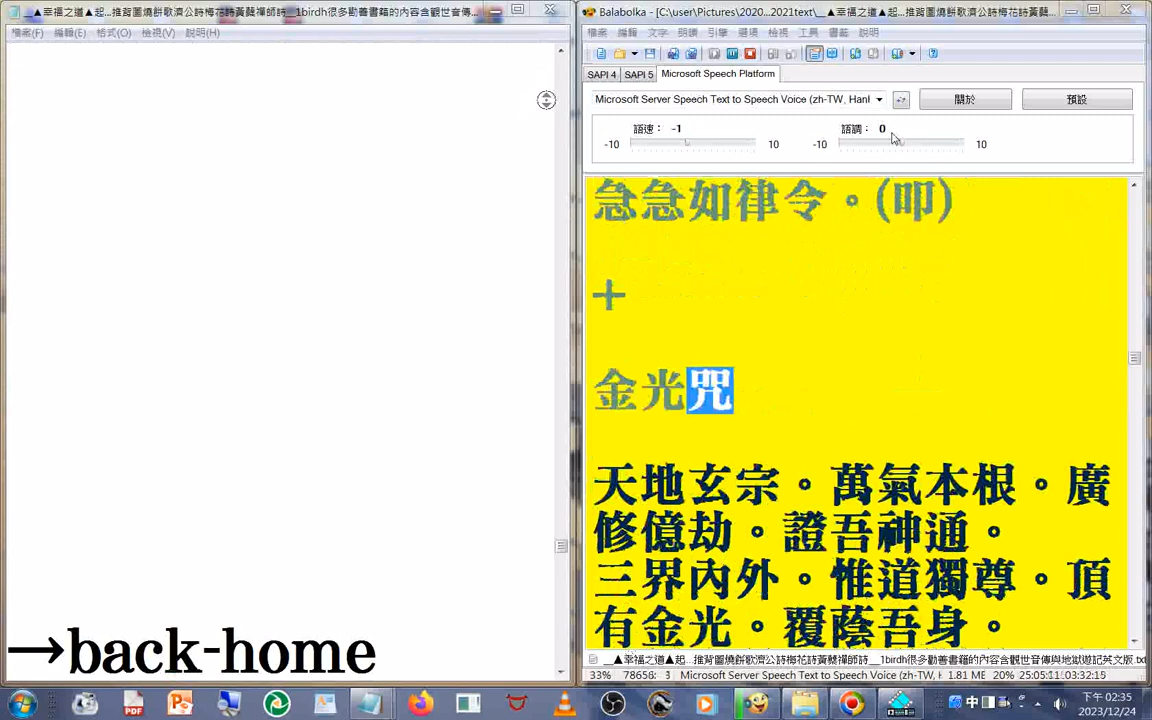 __▲幸福之道▲起...推背圖燒餅歌濟公詩梅花詩黃蘗禪師詩__1birdh很多勸善書籍的內容含觀世音傳...
檔案(F) 編輯(E) 格式(O) 檢視(V) 說明(H)
→back-home
Balabolka - [C:\user\Pictures\2020...2021text\__▲幸福之道▲起...推背圖燒餅歌濟公詩梅花詩黃蘗禪師詩...
檔案 編輯 文字 朗讀 引擎 選項 檢視 工具 書籤 說明
SAPI 4 SAPI 5 Microsoft Speech Platform
Microsoft Server Speech Text to Speech Voice (zh-TW, HanH
關於 預設
語速： -1 語調： 0
-10 10 -10 10
急急如律令。(叩)
+
金光咒
天地玄宗。萬氣本根。廣
修億劫。證吾神通。
三界內外。惟道獨尊。頂
有金光。覆蔭吾身。
__▲幸福之道▲起...推背圖燒餅歌濟公詩梅花詩黃蘗禪師詩__1birdh很多勸善書籍的內容含觀世音傳與地獄遊記英文版.txt
33% Microsoft Server Speech Text to Speech Voice (zh-TW, H 1.81 MB 20%
中
下午 02:35
2023/12/24